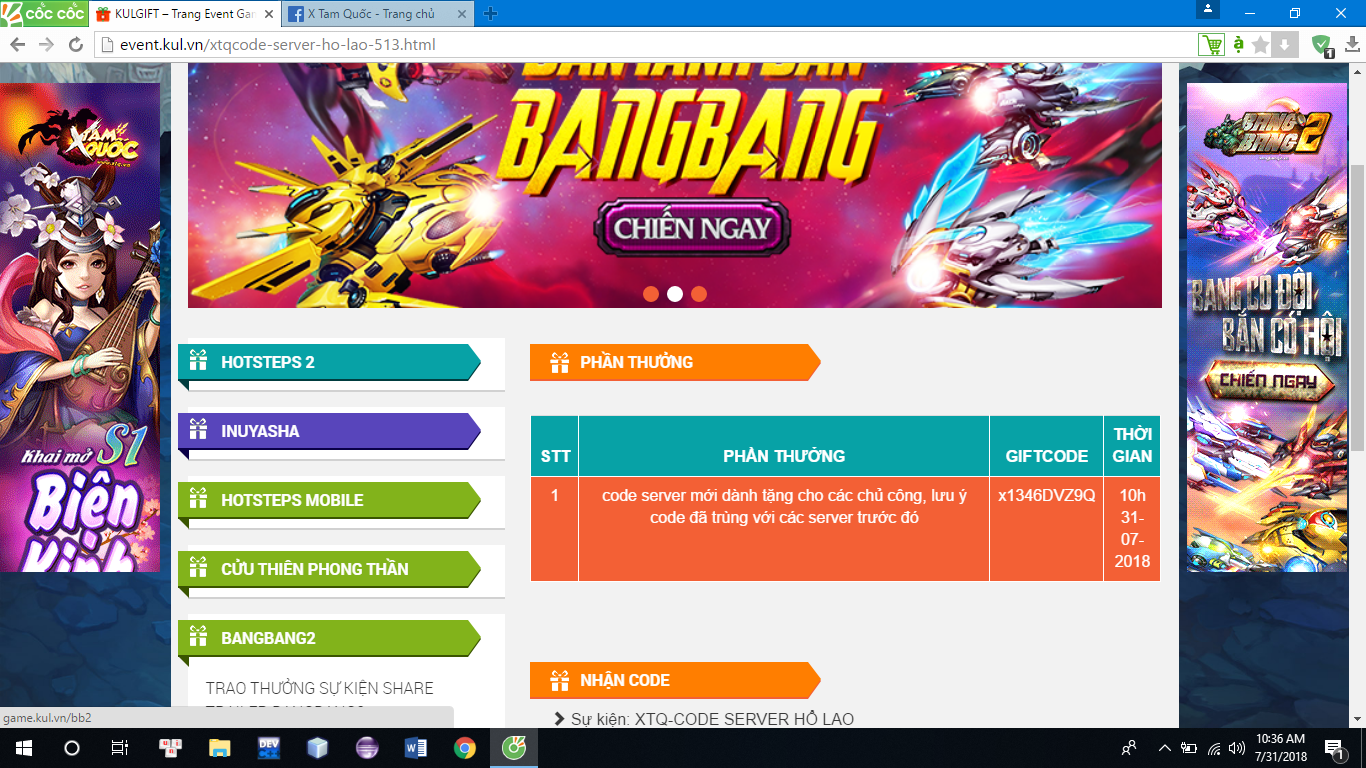 CỐC CỐC
KULGIFT – Trang Event Gar
X Tam Quốc - Trang chủ
event.kul.vn/xtqcode-server-ho-lao-513.html
1
BANGBANG
CHIẾN NGAY
X TAM QUỐC
Khai mở S1
Biện
Kinh
BANG BANG 2
BANG CÓ ĐỘI
BẮN CÓ HỘI
CHIẾN NGAY
HOTSTEPS 2
INUYASHA
HOTSTEPS MOBILE
CỬU THIÊN PHONG THẦN
BANGBANG2
TRAO THƯỞNG SỰ KIỆN SHARE
PHẦN THƯỞNG
STT PHẦN THƯỞNG GIFTCODE THỜI GIAN
1 code server mới dành tặng cho các chủ công, lưu ý x1346DVZ9Q 10h
code đã trùng với các server trước đó 31-
07-
2018
NHẬN CODE
Sự kiện: XTQ-CODE SERVER HỔ LAO
game.kul.vn/bb2
DEV C++
10:36 AM
7/31/2018
1